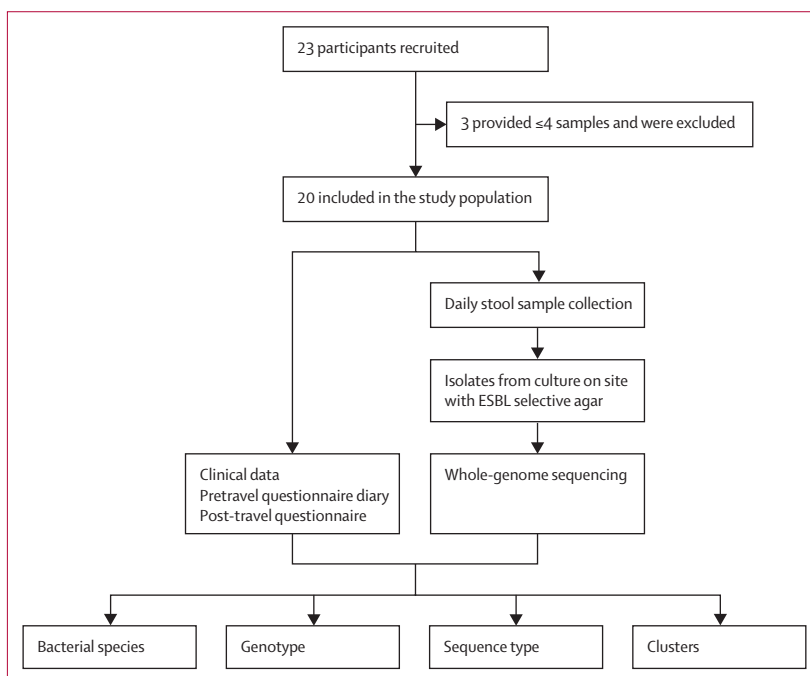 23 participants recruited
3 provided ≤4 samples and were excluded
20 included in the study population
Daily stool sample collection
Isolates from culture on site
with ESBL selective agar
Clinical data
Pretravel questionnaire diary
Post-travel questionnaire
Whole-genome sequencing
Bacterial species
Genotype
Sequence type
Clusters